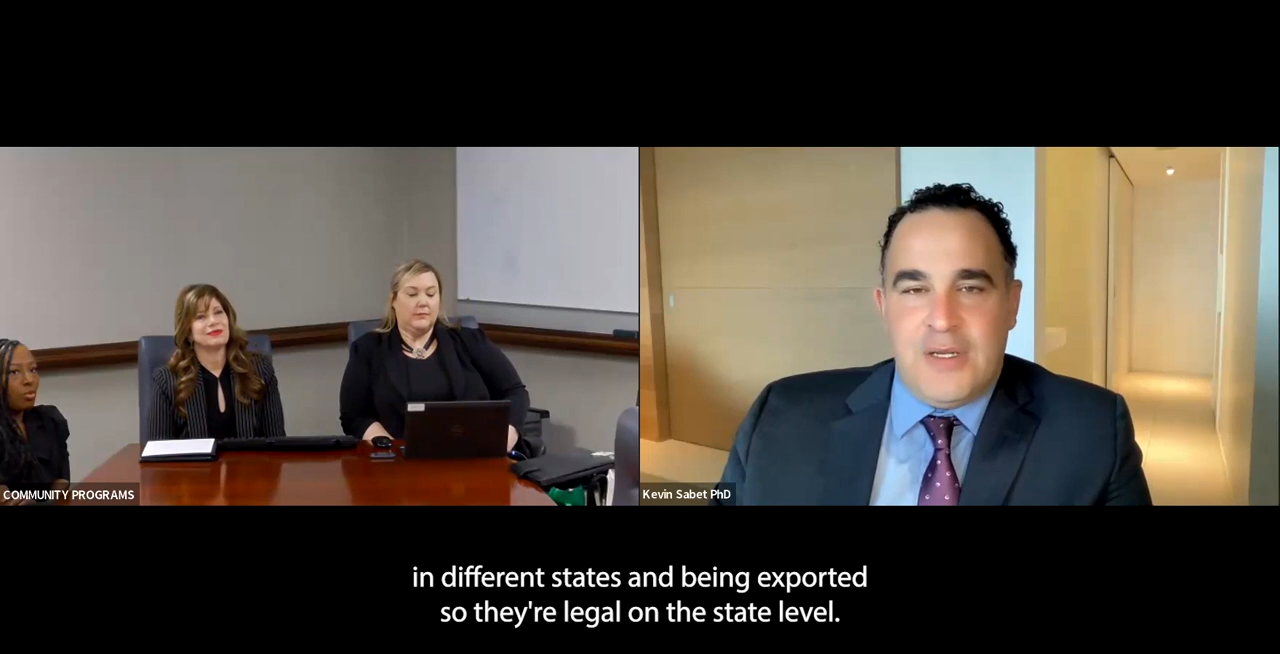 COMMUNITY PROGRAMS
Kevin Sabet PhD
in different states and being exported
so they're legal on the state level.